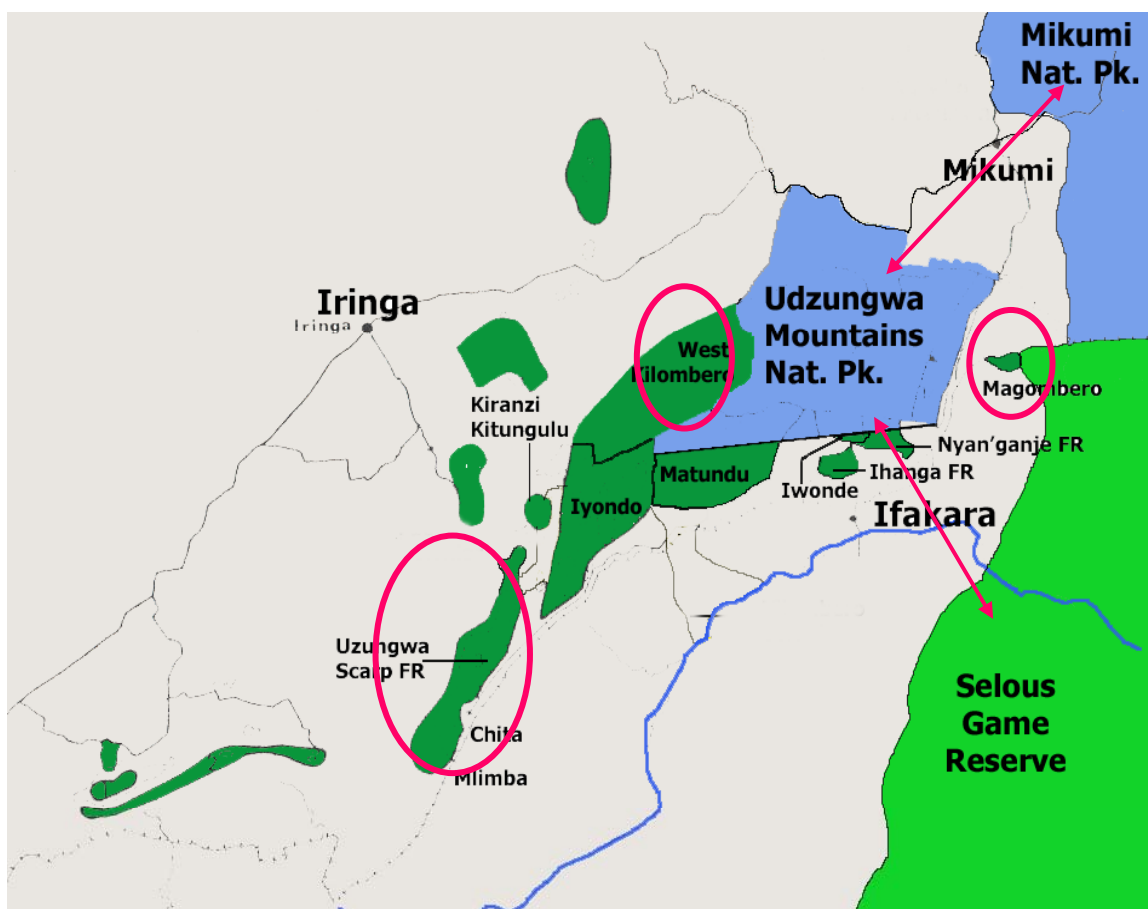 Mikumi
Nat. Pk.
Mikumi
Iringa
Iringa
Udzungwa
Mountains
Nat. Pk.
West
Kilombero
Magombero
Kiranzi
Kitungulu
Nyan'ganje FR
Matundu
Ihanga FR
Iwonde
Iyondo
Ifakara
Uzungwa
Scarp FR
Selous
Game
Reserve
Chita
Mlimba